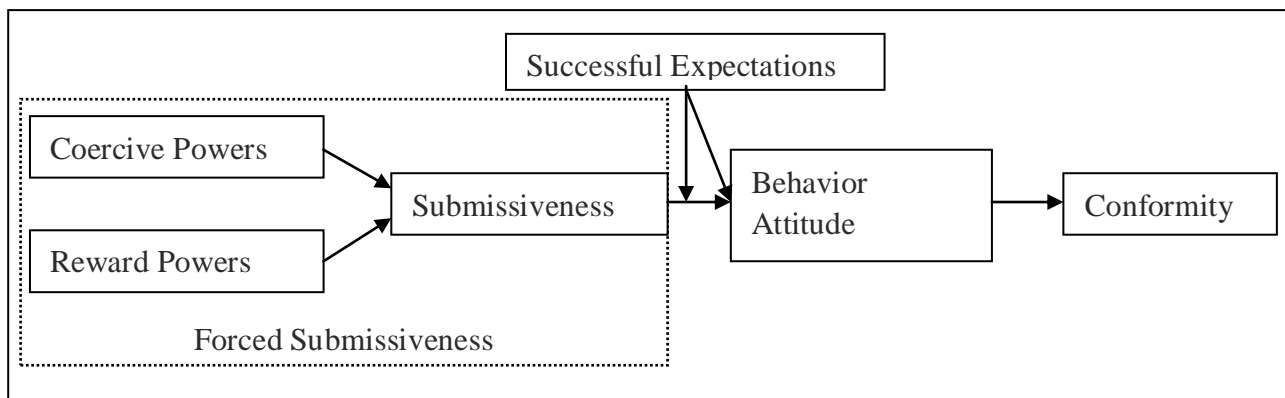 Successful Expectations
Coercive Powers
Submissiveness
Reward Powers
Forced Submissiveness
Behavior
Attitude
Conformity